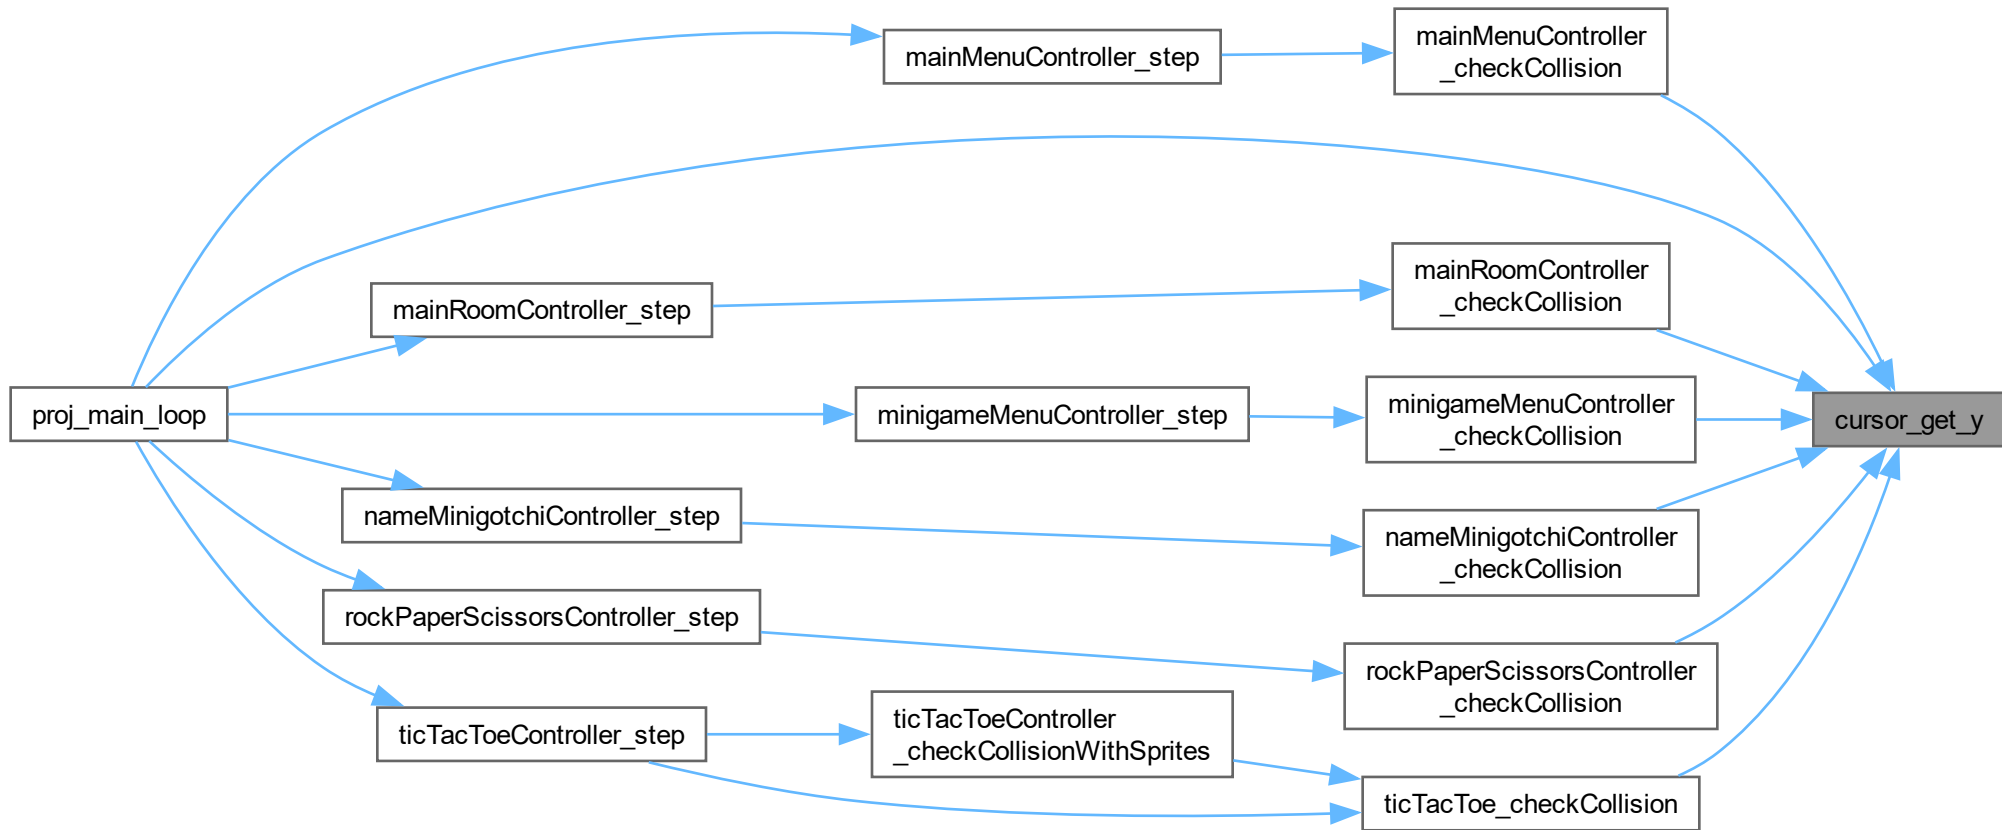 mainMenuController
_checkCollision
mainMenuController_step
mainRoomController
_checkCollision
mainRoomController_step
proj_main_loop
minigameMenuController_step
minigameMenuController
_checkCollision
cursor_get_y
nameMinigotchiController_step
nameMinigotchiController
_checkCollision
rockPaperScissorsController_step
rockPaperScissorsController
_checkCollision
ticTacToeController_step
ticTacToeController
_checkCollisionWithSprites
ticTacToe_checkCollision